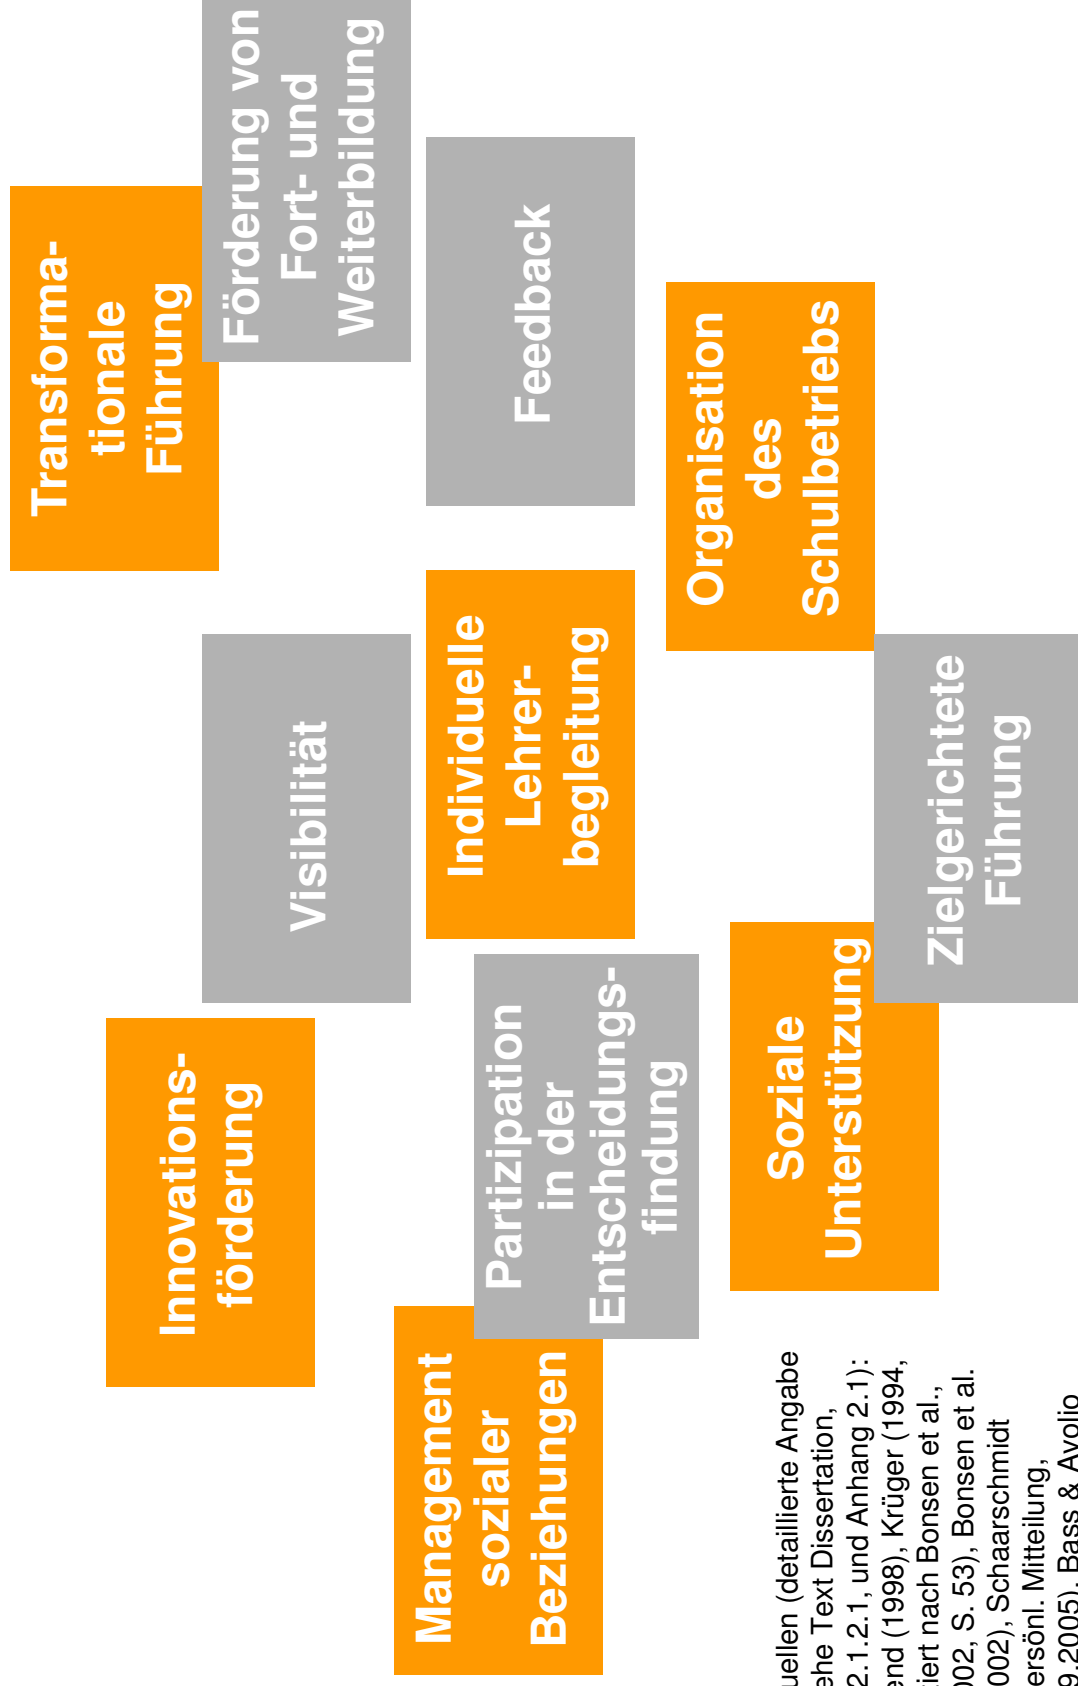 Transforma-
tionale
Führung
Innovations-
förderung
Visibilität
Förderung von
Fort- und
Weiterbildung
Management
sozialer
Beziehungen
Partizipation
in der
Entscheidungs-
findung
Individuelle
Lehrer-
begleitung
Feedback
Organisation
des
Schulbetriebs
Soziale
Unterstützung
Zielgerichtete
Führung
uellen (detaillierte Angabe
ehe Text Dissertation,
2.1.2.1, und Anhang 2.1):
end (1998), Krüger (1994,
iert nach Bonsen et al.,
002, S. 53), Bonsen et al.
002), Schaarschmidt
ersönl. Mitteilung,
9.2005), Bass & Avolio